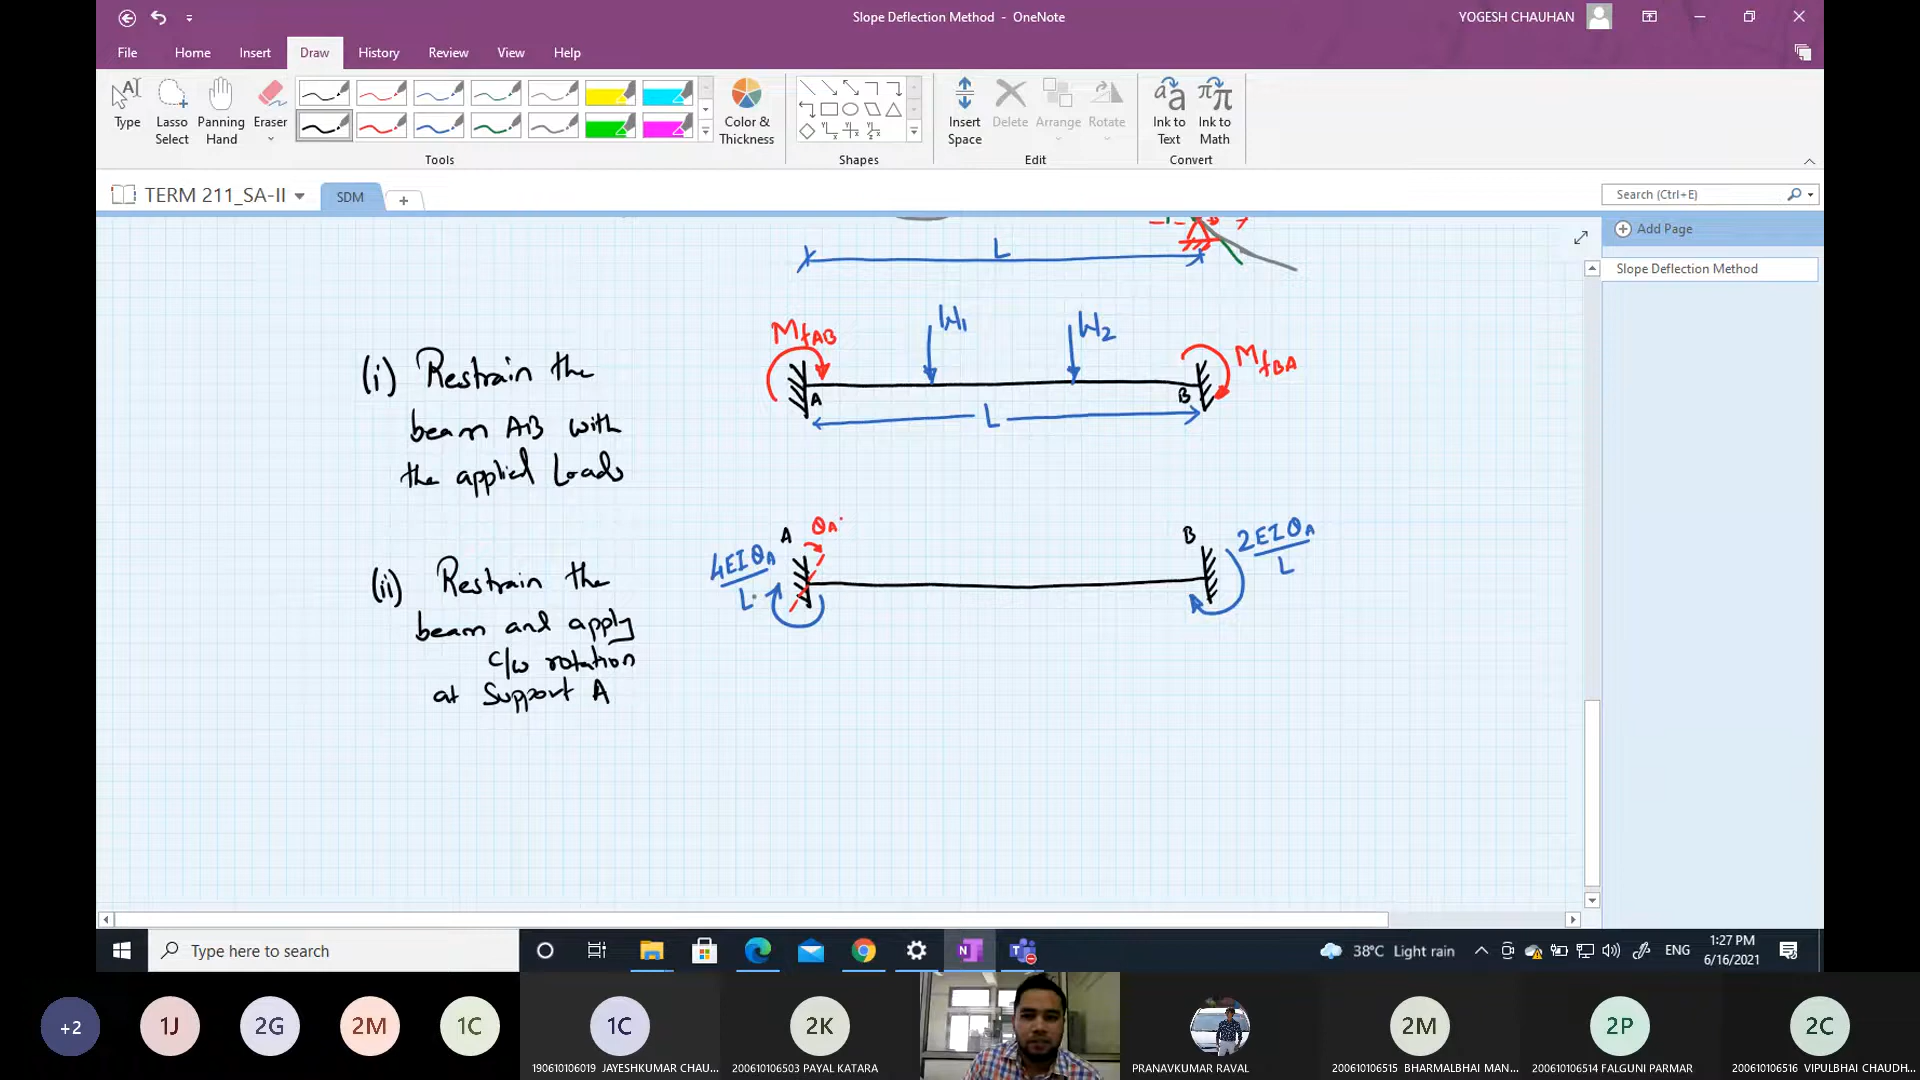 Slope Deflection Method - OneNote
YOGESH CHAUHAN
File Home Insert Draw History Review View Help
Type
Lasso Select
Panning Hand
Eraser
Color & Thickness
Insert Space
Delete
Arrange
Rotate
Ink to Text
Ink to Math
Tools
Shapes
Edit
Convert
TERM 211_SA-II
SDM
Search (Ctrl+E)
Add Page
Slope Deflection Method
L
(i) Restrain the
beam AB with
the applied Loads
MfAB
W1
W2
MfBA
A
B
L
(ii) Restrain the
beam and apply
c/w rotation
at Support A
A
θA
4EIθA
L
B
2EIθA
L
Type here to search
38°C Light rain
ENG
1:27 PM
6/16/2021
+2
1J
2G
2M
1C
1C
2K
2M
2P
2C
190610106019 JAYESHKUMAR CHAU...
200610106503 PAYAL KATARA
PRANAVKUMAR RAVAL
200610106515 BHARMALBHAI MAN...
200610106514 FALGUNI PARMAR
200610106516 VIPULBHAI CHAUDH...